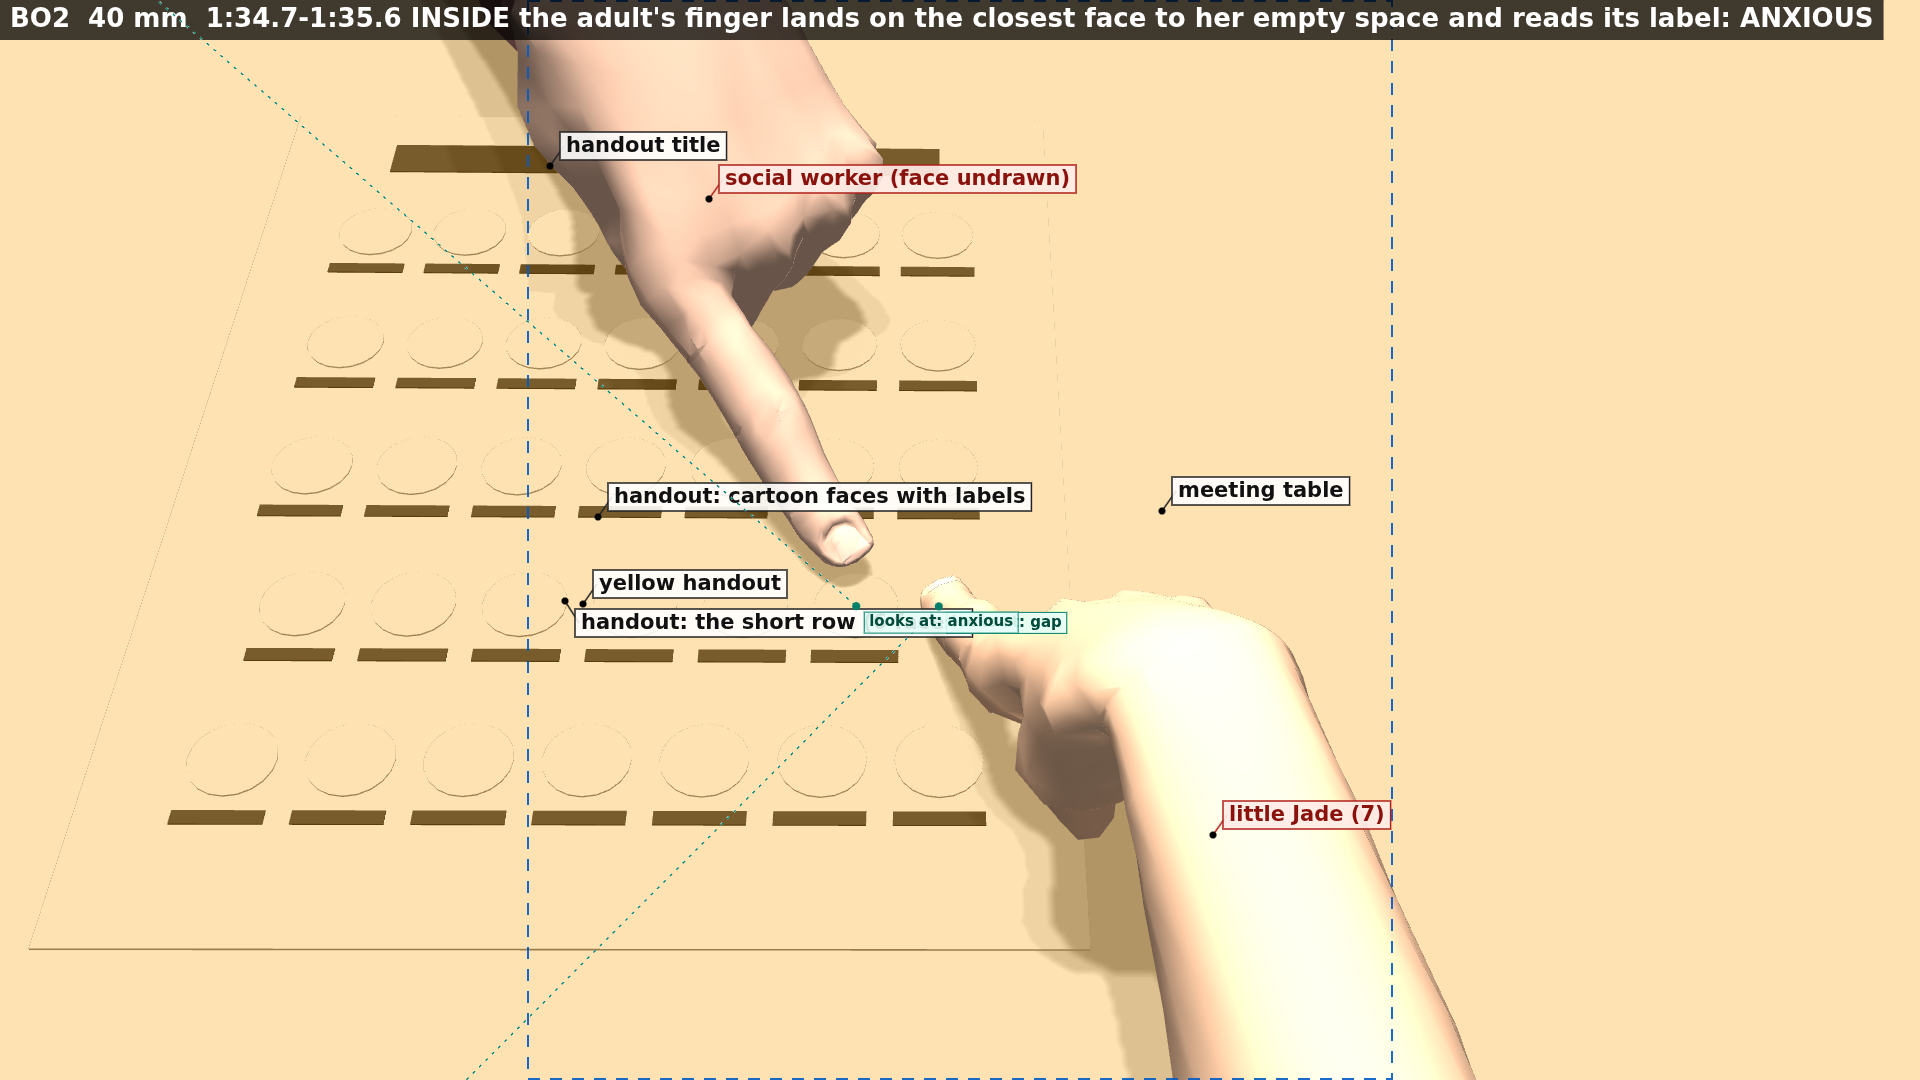 BO2  40 mm  1:34.7-1:35.6 INSIDE the adult's finger lands on the closest face to her empty space and reads its label: ANXIOUS
handout title
social worker (face undrawn)
meeting table
handout: cartoon faces with labels
yellow handout
handout: the short row
looks at: anxious
: gap
little Jade (7)